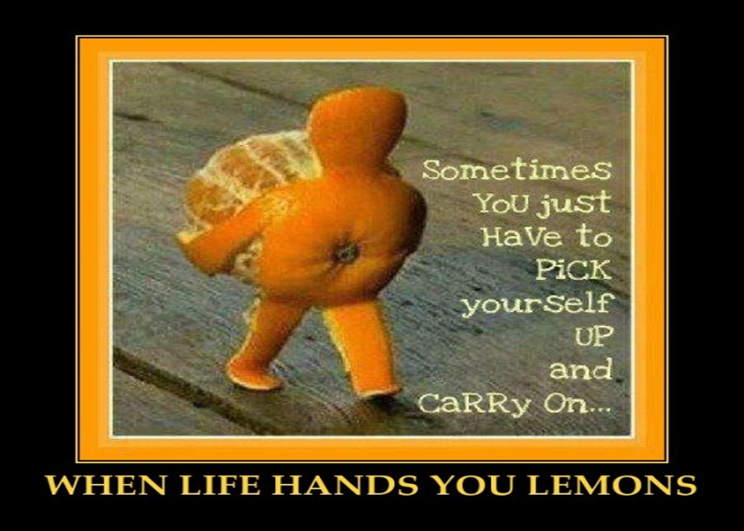 Sometimes
YoU just
HaVe to
PiCK
yourself
UP
and
CaRRy On...
WHEN LIFE HANDS YOU LEMONS